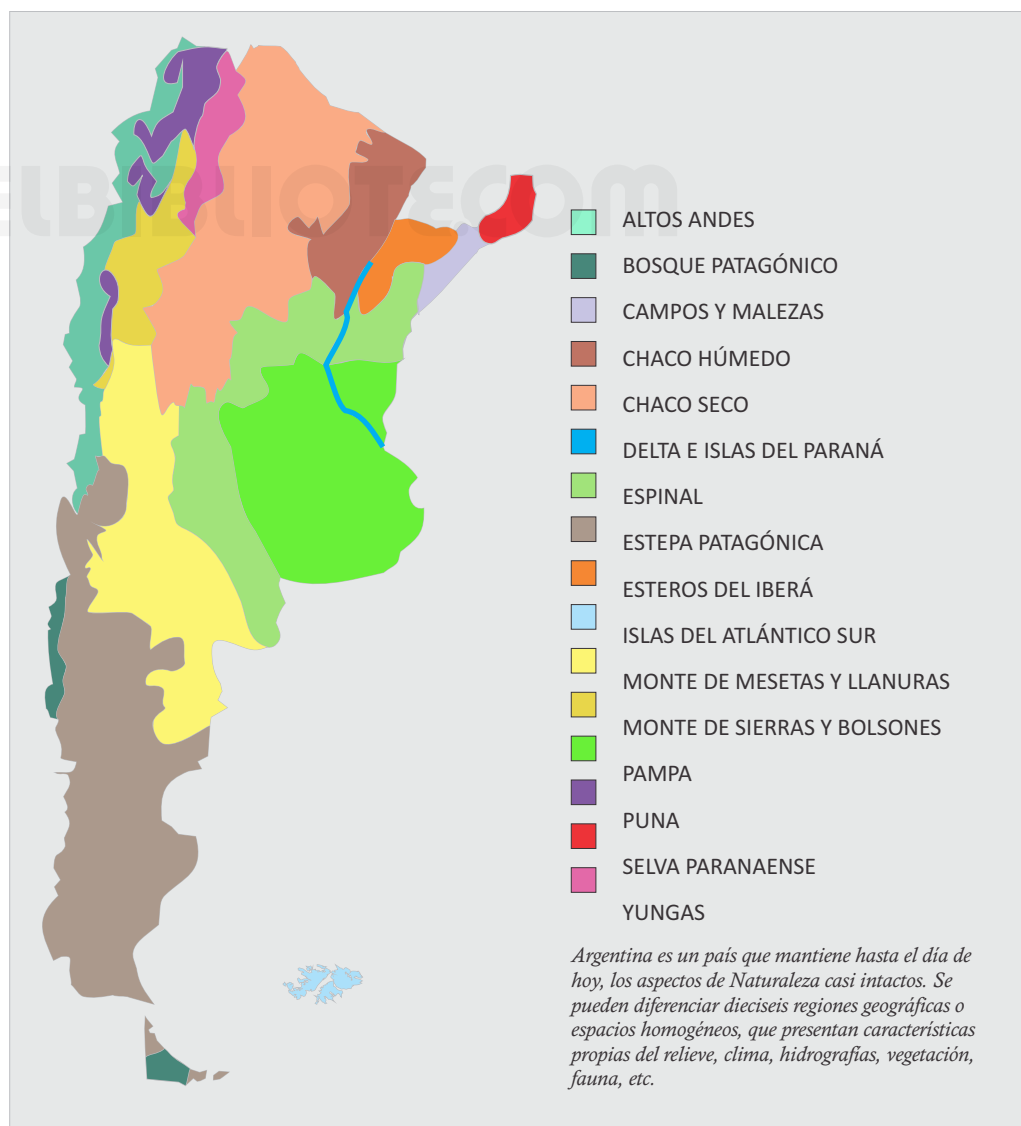 ELBIBLIOTECOM
ALTOS ANDES
BOSQUE PATAGÓNICO
CAMPOS Y MALEZAS
CHACO HÚMEDO
CHACO SECO
DELTA E ISLAS DEL PARANÁ
ESPINAL
ESTEPA PATAGÓNICA
ESTEROS DEL IBERÁ
ISLAS DEL ATLÁNTICO SUR
MONTE DE MESETAS Y LLANURAS
MONTE DE SIERRAS Y BOLSONES
PAMPA
PUNA
SELVA PARANAENSE
YUNGAS
Argentina es un país que mantiene hasta el día de
hoy, los aspectos de Naturaleza casi intactos. Se
pueden diferenciar dieciseis regiones geográficas o
espacios homogéneos, que presentan características
propias del relieve, clima, hidrografías, vegetación,
fauna, etc.